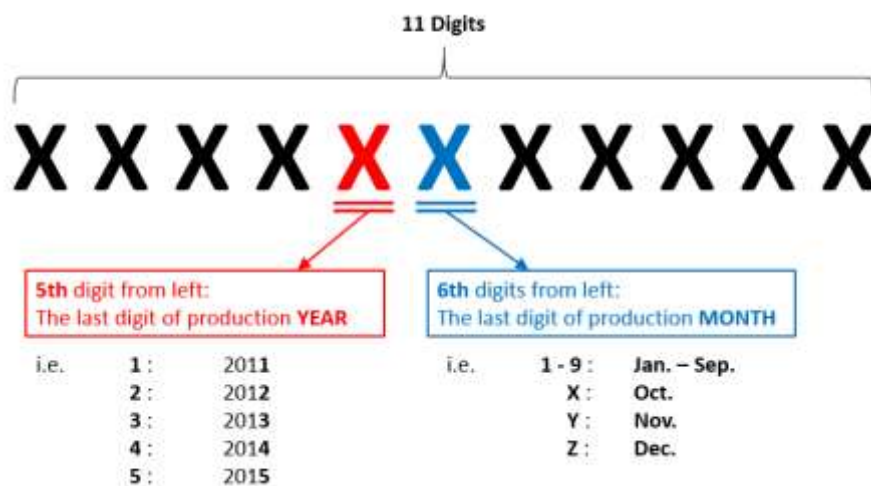 11 Digits
X X X X X X X X X X X
5th digit from left:
The last digit of production YEAR
6th digits from left:
The last digit of production MONTH
i.e. 1 : 2011
2 : 2012
3 : 2013
4 : 2014
5 : 2015
i.e. 1 - 9 : Jan. – Sep.
X : Oct.
Y : Nov.
Z : Dec.